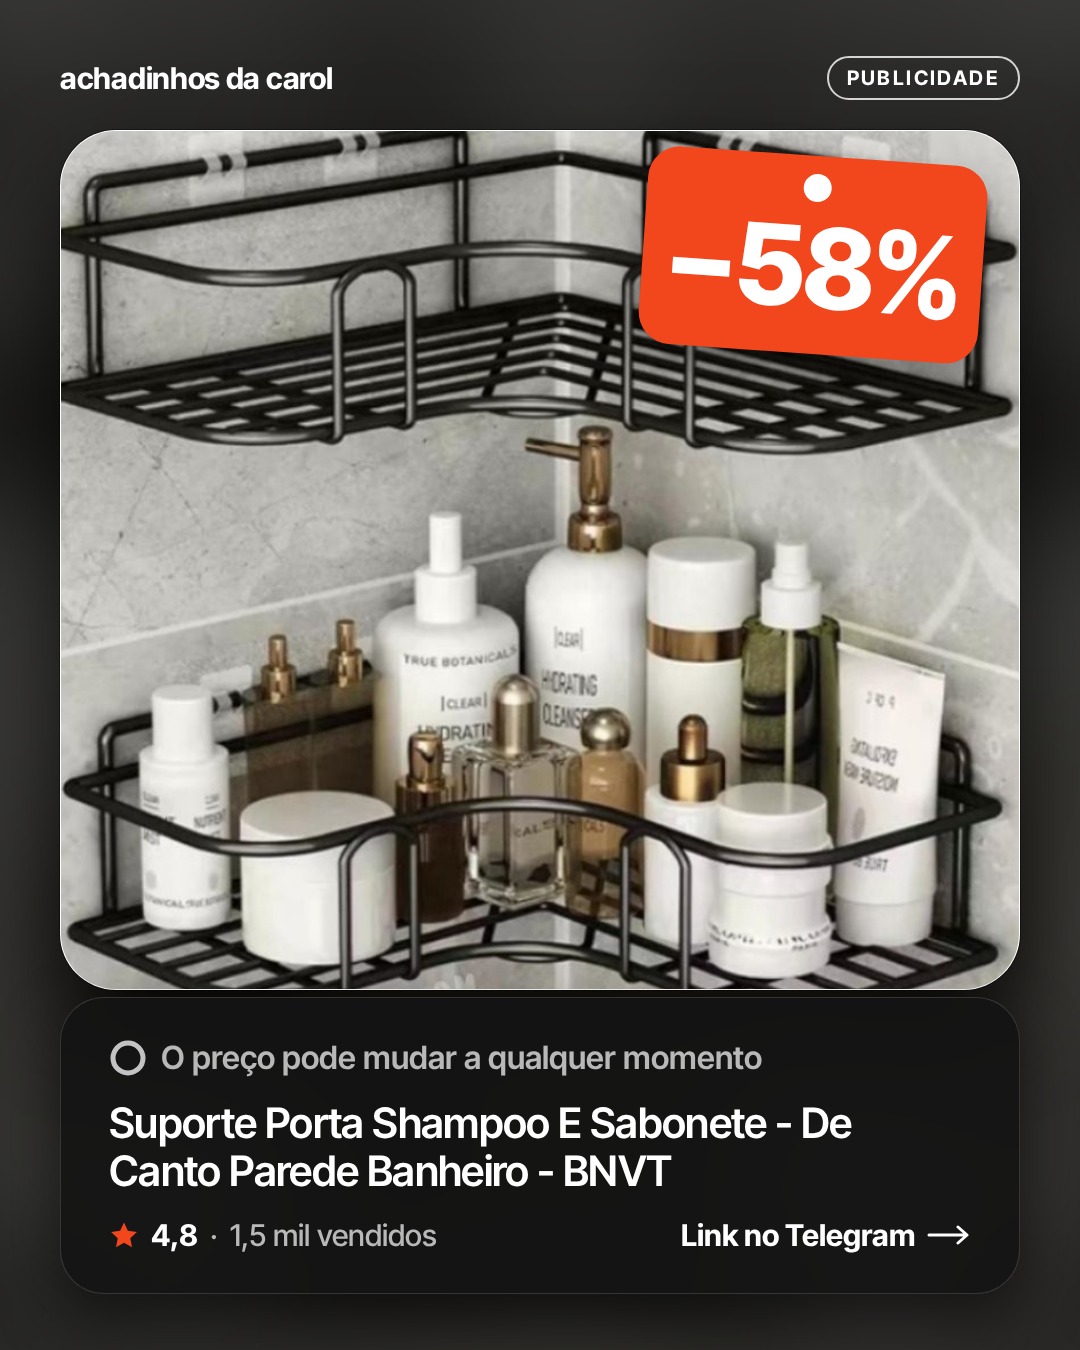 achadinhos da carol
PUBLICIDADE
-58%
TRUE BOTANICALS
[CLEAR]
HYDRATING
[CLEAR]
HYDRATING
CLEANSER
O preço pode mudar a qualquer momento
Suporte Porta Shampoo E Sabonete - De
Canto Parede Banheiro - BNVT
4,8 · 1,5 mil vendidos
Link no Telegram →